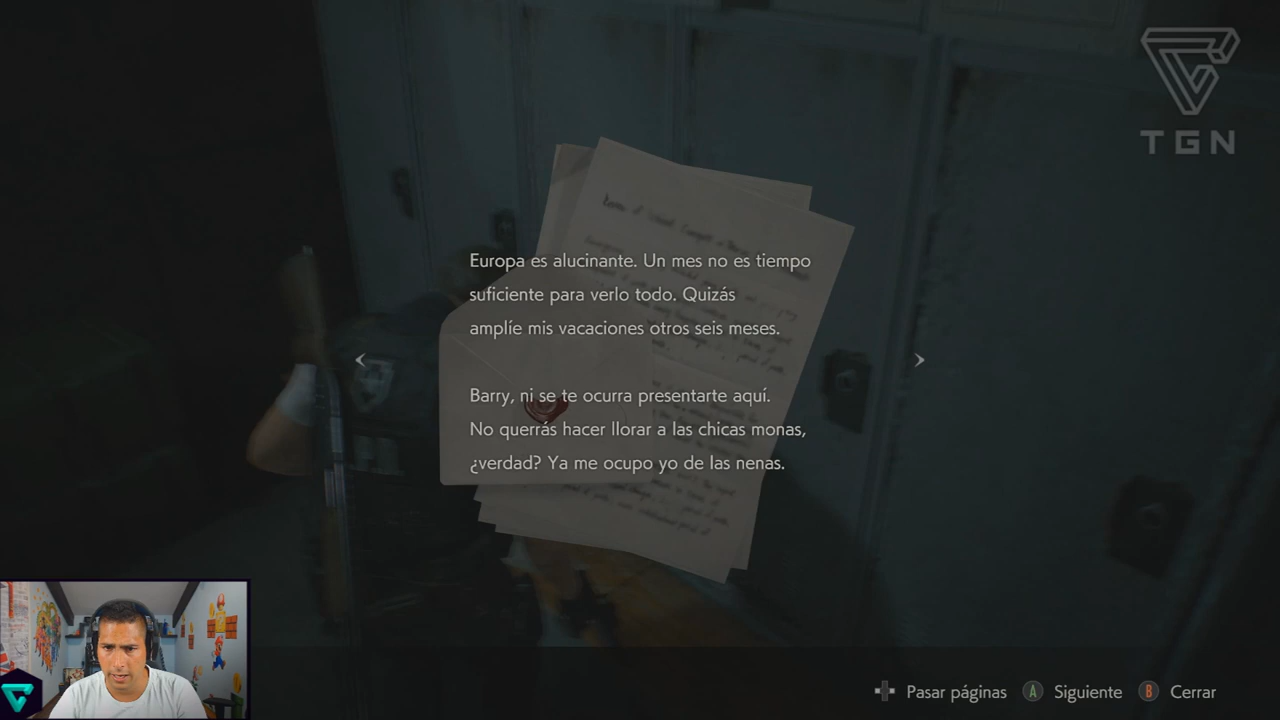 TGN
Europa es alucinante. Un mes no es tiempo
suficiente para verlo todo. Quizás
amplíe mis vacaciones otros seis meses.
Barry, ni se te ocurra presentarte aquí.
No querrás hacer llorar a las chicas monas,
¿verdad? Ya me ocupo yo de las nenas.
Pasar páginas A Siguiente B Cerrar